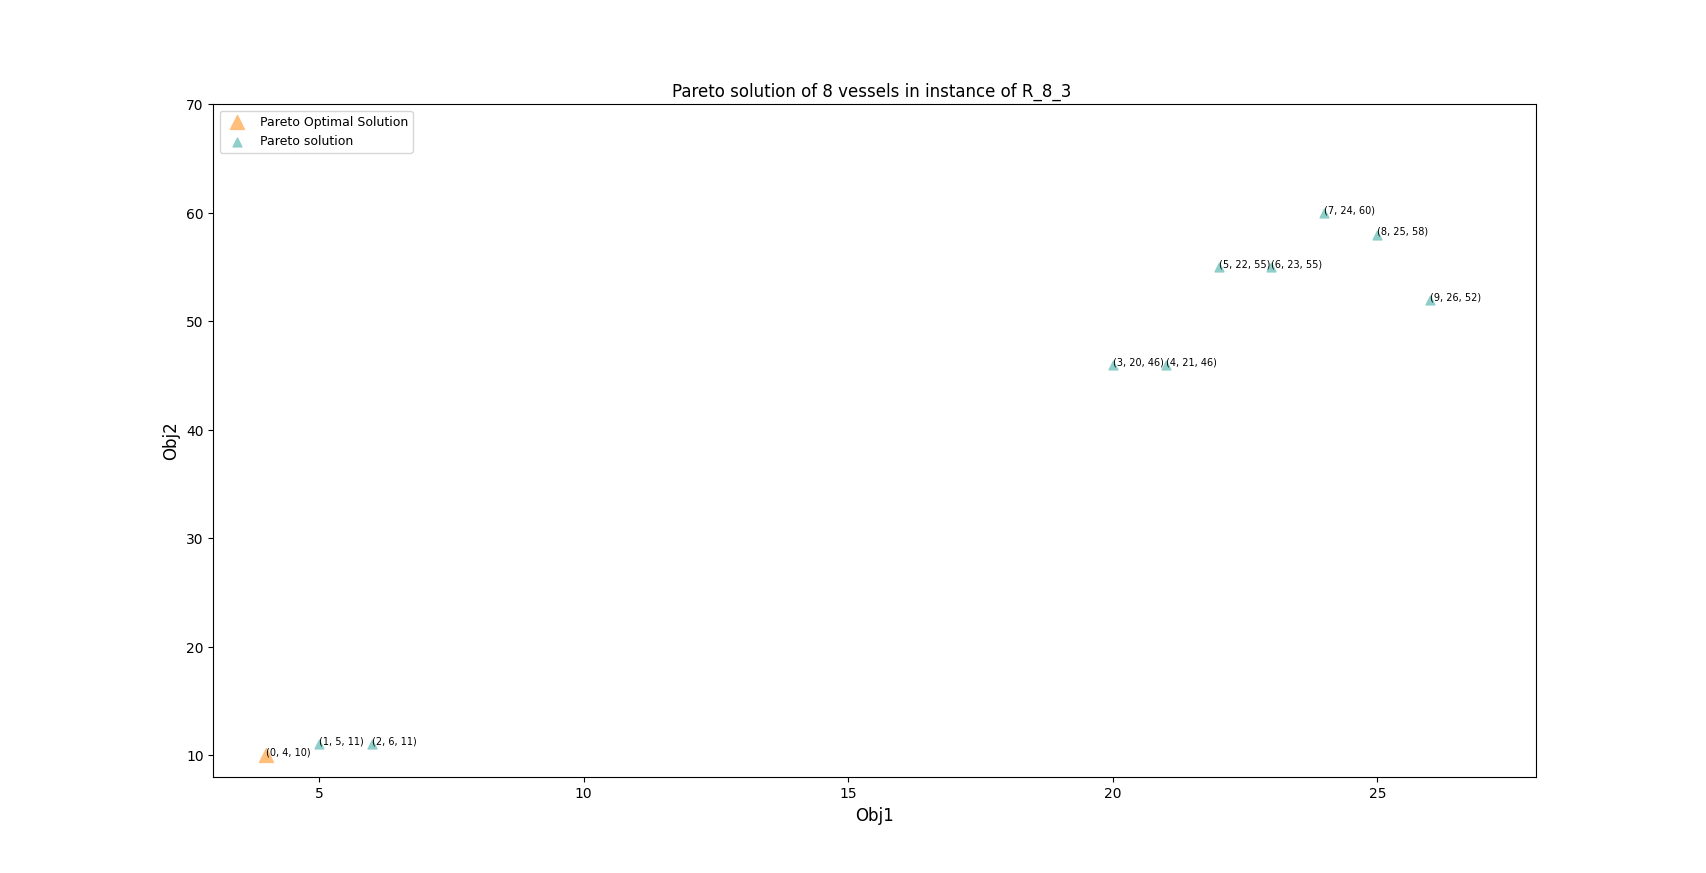 Pareto solution of 8 vessels in instance of R_8_3
Pareto Optimal Solution
Pareto solution
70
60
50
40
30
20
10
Obj2
(7, 24, 60)
(8, 25, 58)
(5, 22, 55)
(6, 23, 55)
(9, 26, 52)
(3, 20, 46)
(4, 21, 46)
(1, 5, 11)
(2, 6, 11)
(0, 4, 10)
5
10
15
20
25
Obj1